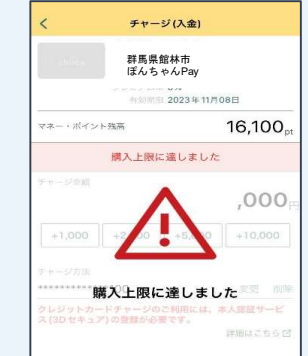 チャージ(入金)
群馬県館林市
ぽんちゃんPay
有効期限 2023年11月08日
マネー・ポイント残高
16,100pt
購入上限に達しました
チャージ金額
,000円
+1,000
+5,000
+10,000
チャージ方法
購入上限に達しました
変更 削除
クレジットカードチャージのご利用には、本人認証サービ
ス(3Dセキュア)の登録が必要です。
詳細はこちら